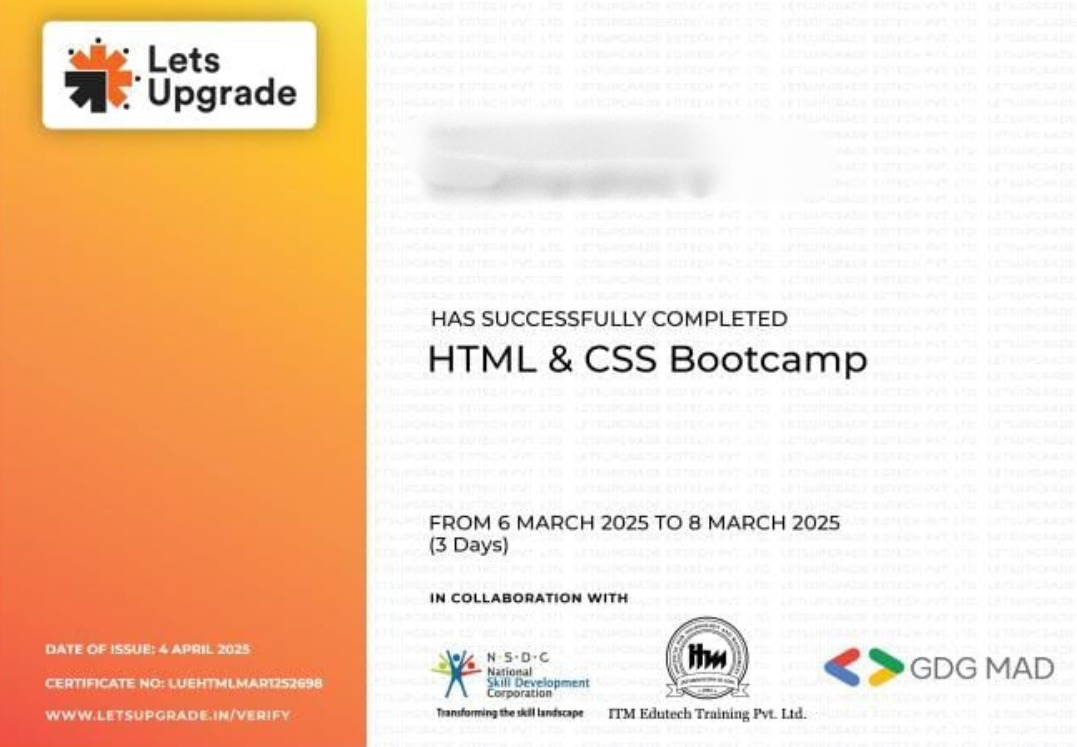 Lets
Upgrade
HAS SUCCESSFULLY COMPLETED
HTML & CSS Bootcamp
FROM 6 MARCH 2025 TO 8 MARCH 2025
(3 Days)
IN COLLABORATION WITH
N·S·D·C
National
Skill Development
Corporation
Transforming the skill landscape
itm
ITM Edutech Training Pvt. Ltd.
GDG MAD
DATE OF ISSUE: 4 APRIL 2025
CERTIFICATE NO: LUEHTMLMAR1252698
WWW.LETSUPGRADE.IN/VERIFY